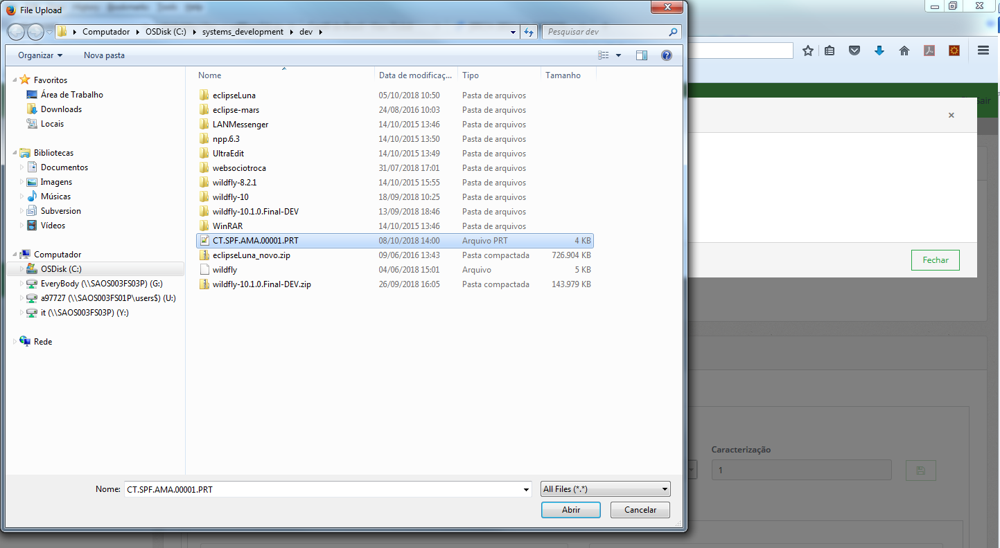 File Upload
Computador OSDisk (C:) systems_development dev
Pesquisar dev
Organizar Nova pasta
Nome Data de modificaç... Tipo Tamanho
Favoritos
Área de Trabalho
Downloads
Locais
Bibliotecas
Documentos
Imagens
Músicas
Subversion
Vídeos
Computador
OSDisk (C:)
EveryBody (\\SAOS003FS03P) (G:)
a97727 (\\SAOS003FS01P\users$) (U:)
it (\\SAOS003FS03P) (Y:)
Rede
eclipseLuna 05/10/2018 10:50 Pasta de arquivos
eclipse-mars 24/08/2016 10:03 Pasta de arquivos
LANMessenger 14/10/2015 13:46 Pasta de arquivos
npp.6.3 14/10/2015 13:50 Pasta de arquivos
UltraEdit 14/10/2015 13:49 Pasta de arquivos
websociotroca 31/07/2018 17:01 Pasta de arquivos
wildfly-8.2.1 14/10/2015 15:55 Pasta de arquivos
wildfly-10 18/09/2018 10:25 Pasta de arquivos
wildfly-10.1.0.Final-DEV 13/09/2018 18:46 Pasta de arquivos
WinRAR 14/10/2015 13:46 Pasta de arquivos
CT.SPF.AMA.00001.PRT 08/10/2018 14:00 Arquivo PRT 4 KB
eclipseLuna_novo.zip 09/06/2016 13:43 Pasta compactada 726.904 KB
wildfly 04/06/2018 15:01 Arquivo 5 KB
wildfly-10.1.0.Final-DEV.zip 26/09/2018 16:05 Pasta compactada 143.979 KB
Nome: CT.SPF.AMA.00001.PRT All Files (*.*)
Abrir Cancelar
Fechar
Caracterização
1